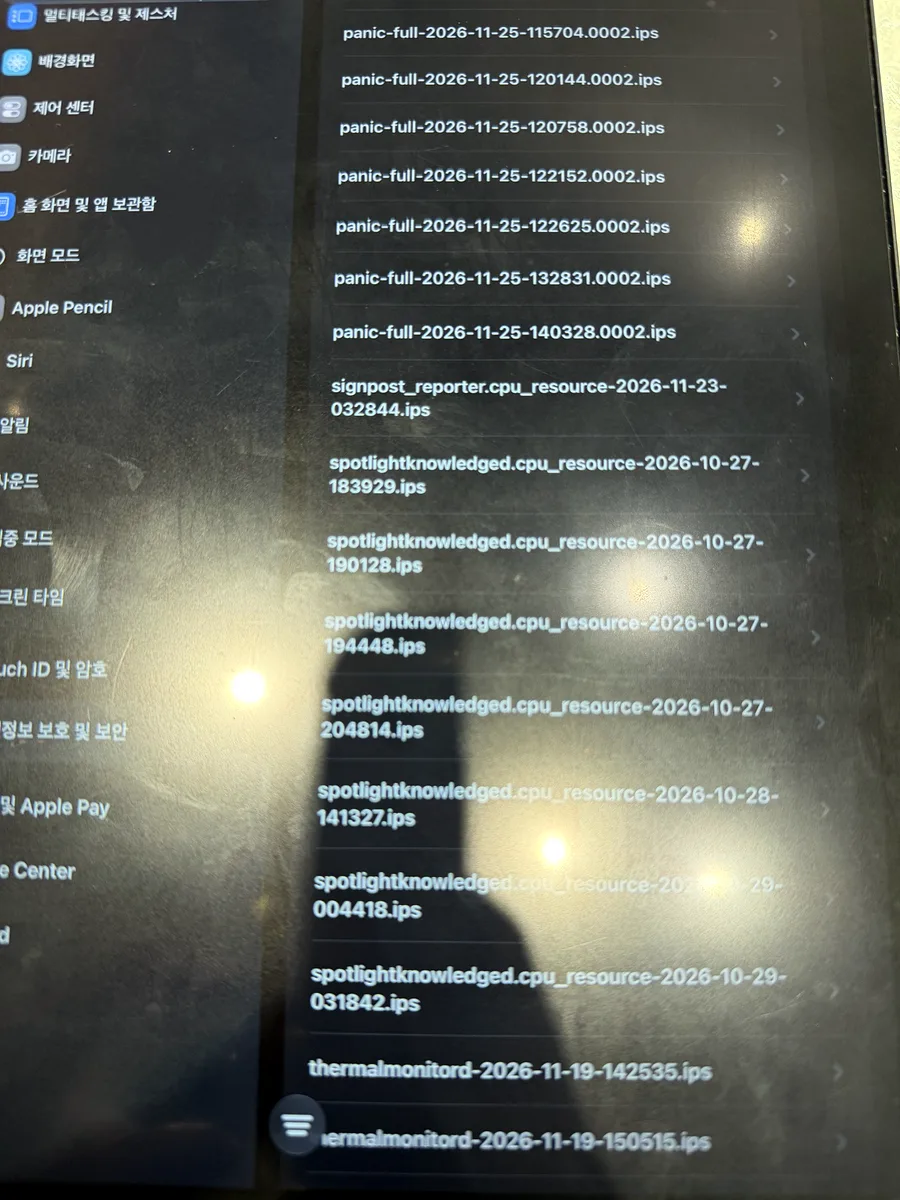 멀티태스킹 및 제스처
배경화면
제어 센터
카메라
홈 화면 및 앱 보관함
화면 모드
Apple Pencil
Siri
알림
사운드
중 모드
크린 타임
uch ID 및 암호
정보 보호 및 보안
및 Apple Pay
e Center
d
panic-full-2026-11-25-115704.0002.ips
panic-full-2026-11-25-120144.0002.ips
panic-full-2026-11-25-120758.0002.ips
panic-full-2026-11-25-122152.0002.ips
panic-full-2026-11-25-122625.0002.ips
panic-full-2026-11-25-132831.0002.ips
panic-full-2026-11-25-140328.0002.ips
signpost_reporter.cpu_resource-2026-11-23-
032844.ips
spotlightknowledged.cpu_resource-2026-10-27-
183929.ips
spotlightknowledged.cpu_resource-2026-10-27-
190128.ips
spotlightknowledged.cpu_resource-2026-10-27-
194448.ips
spotlightknowledged.cpu_resource-2026-10-27-
204814.ips
spotlightknowledged.cpu_resource-2026-10-28-
141327.ips
spotlightknowledged.cpu_resource-202 -29-
004418.ips
spotlightknowledged.cpu_resource-2026-10-29-
031842.ips
thermalmonitord-2026-11-19-142535.ips
ermalmonitord-2026-11-19-150515.ips